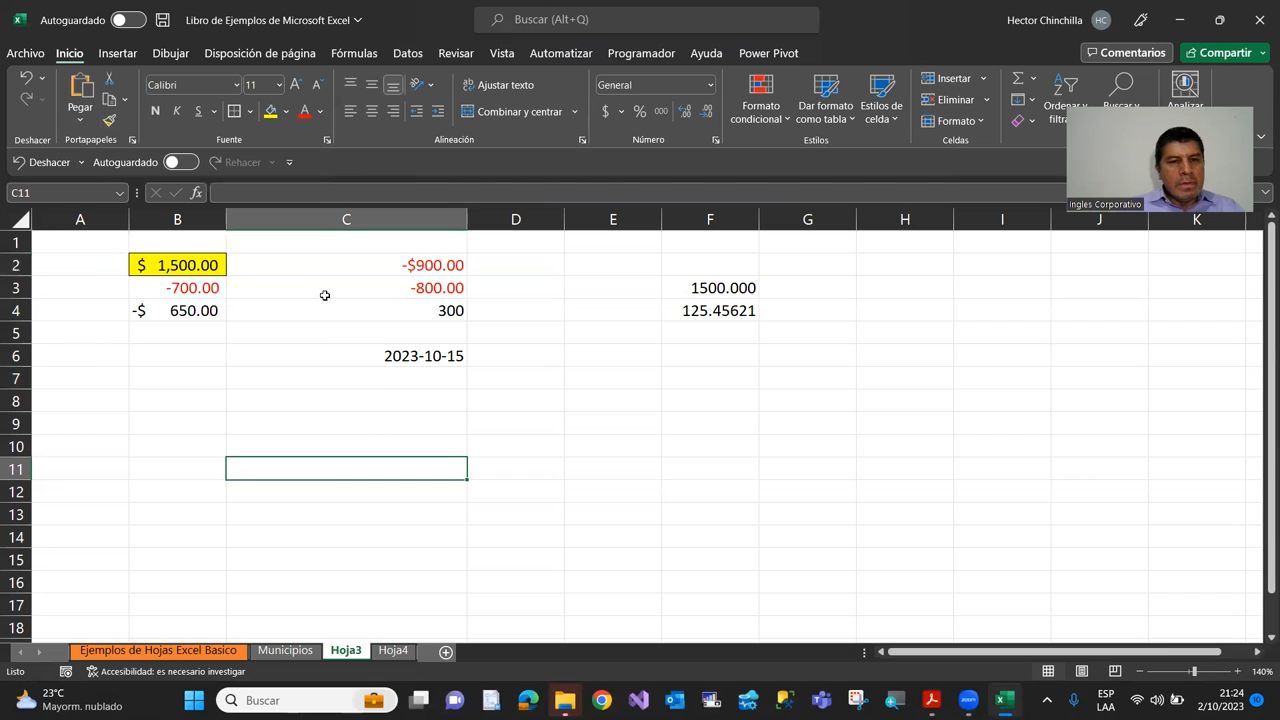 Autoguardado
Libro de Ejemplos de Microsoft Excel
Buscar (Alt+Q)
Hector Chinchilla HC
Archivo Inicio Insertar Dibujar Disposición de página Fórmulas Datos Revisar Vista Automatizar Programador Ayuda Power Pivot Comentarios Compartir
Calibri 11 Ajustar texto General Insertar
Pegar N K S Combinar y centrar $ % 000 Formato condicional Dar formato como tabla Estilos de celda Eliminar Ordenar y Buscar y Analizar
Formato filtra
Deshacer Portapapeles Fuente Alineación Número Estilos Celdas
Deshacer Autoguardado Rehacer
Ingles Corporativo
C11 fx
A B C D E F G H I J K
1
2 $ 1,500.00 -$900.00
3 -700.00 -800.00 1500.000
4 -$ 650.00 300 125.45621
5
6 2023-10-15
7
8
9
10
11
12
13
14
15
16
17
18
Ejemplos de Hojas Excel Basico Municipios Hoja3 Hoja4
Listo Accesibilidad: es necesario investigar 140%
23°C
Mayorm. nublado
Buscar
ESP
LAA
21:24
2/10/2023